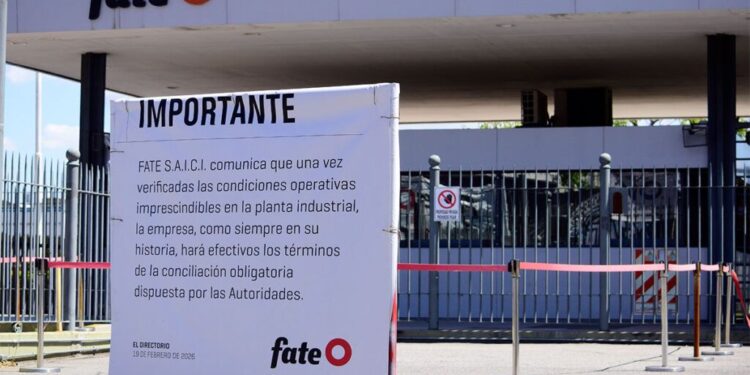 fate
fate
IMPORTANTE
FATE S.A.I.C.I. comunica que una vez
verificadas las condiciones operativas
imprescindibles en la planta industrial,
la empresa, como siempre en su
historia, hará efectivos los términos
de la conciliación obligatoria
dispuesta por las Autoridades.
EL DIRECTORIO
19 DE FEBRERO DE 2026
fate